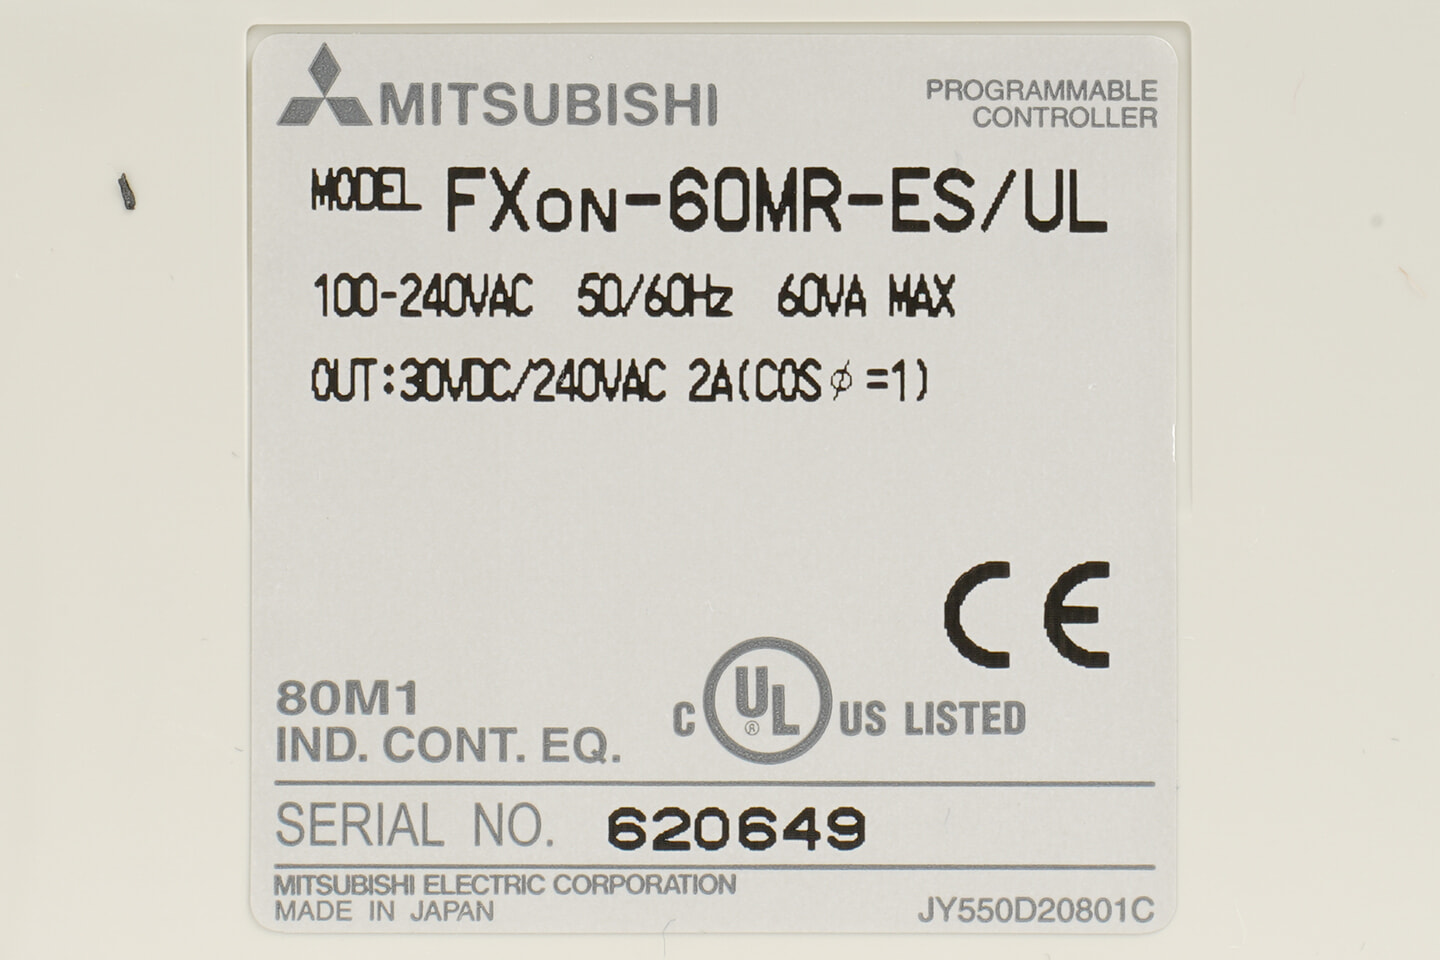 MITSUBISHI
PROGRAMMABLE
CONTROLLER
MODEL FX0N-60MR-ES/UL
100-240VAC 50/60Hz 60VA MAX
OUT:30VDC/240VAC 2A(COSφ=1)
CE
80M1
IND. CONT. EQ.
C UL® US LISTED
SERIAL NO. 620649
MITSUBISHI ELECTRIC CORPORATION
MADE IN JAPAN
JY550D20801C